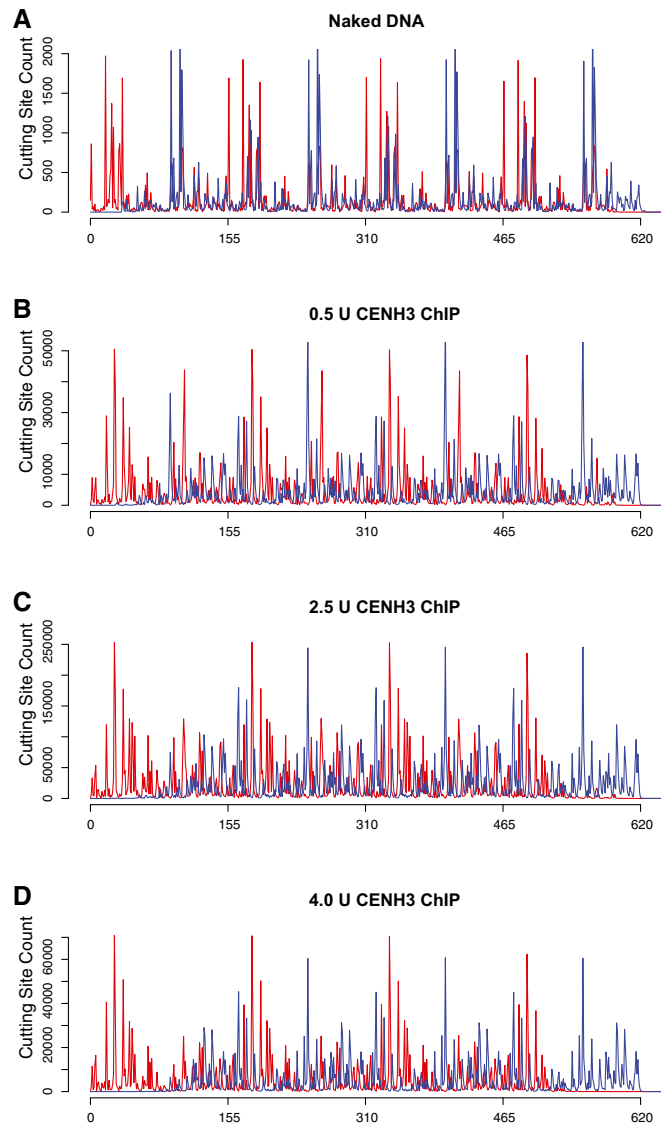 A
Naked DNA
Cutting Site Count
2000
1500
1000
500
0
0 155 310 465 620
B
0.5 U CENH3 ChIP
Cutting Site Count
50000
30000
10000
0
0 155 310 465 620
C
2.5 U CENH3 ChIP
Cutting Site Count
250000
150000
50000
0
0 155 310 465 620
D
4.0 U CENH3 ChIP
Cutting Site Count
60000
40000
20000
0
0 155 310 465 620